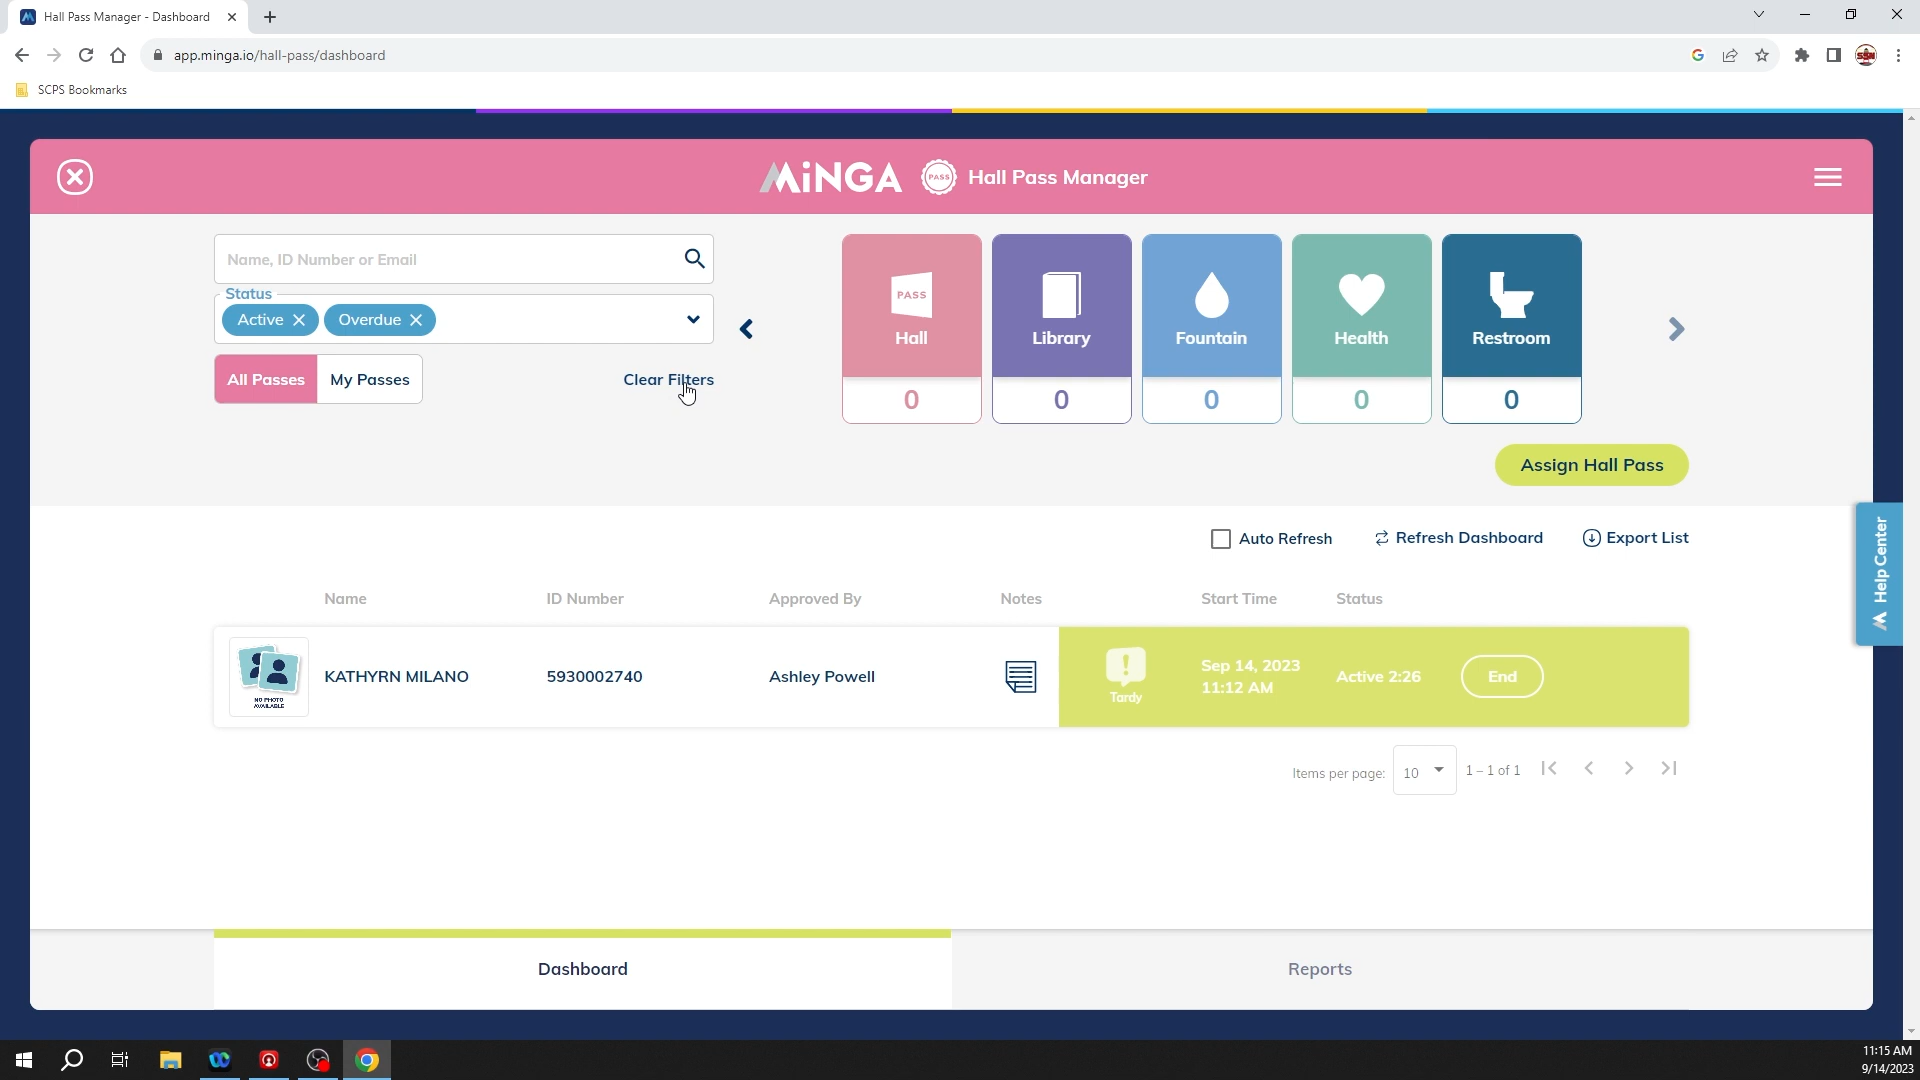 Hall Pass Manager - Dashboard
app.minga.io/hall-pass/dashboard
SCPS Bookmarks
MiNGA PASS Hall Pass Manager
Name, ID Number or Email
Status
Active Overdue
All Passes My Passes Clear Filters
PASS
Hall Library Fountain Health Restroom
0 0 0 0 0
Assign Hall Pass
Help Center
Auto Refresh Refresh Dashboard Export List
Name ID Number Approved By Notes Start Time Status
NO PHOTO
AVAILABLE
KATHYRN MILANO 5930002740 Ashley Powell Tardy Sep 14, 2023
11:12 AM Active 2:26 End
Items per page: 10 1 – 1 of 1
Dashboard Reports
11:15 AM
9/14/2023